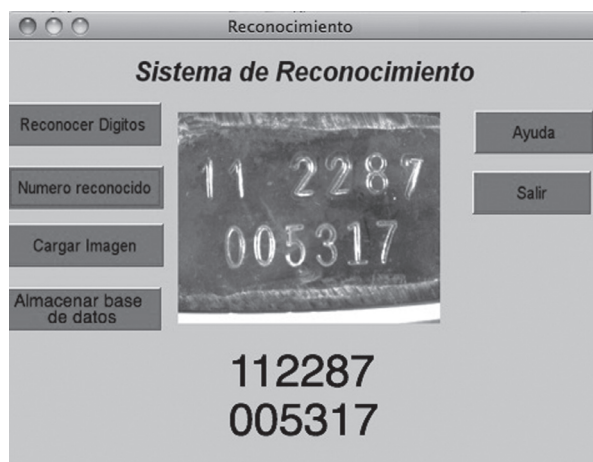 Reconocimiento
Sistema de Reconocimiento
Reconocer Digitos
Numero reconocido
Cargar Imagen
Almacenar base
de datos
11 2287
005317
Ayuda
Salir
112287
005317